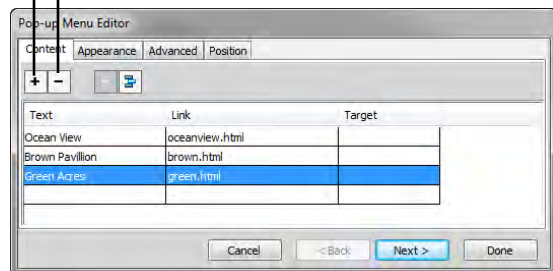 Pop-up Menu Editor
Content Appearance Advanced Position
+ −
Text Link Target
Ocean View oceanview.html
Brown Pavillion brown.html
Green Acres green.html
Cancel < Back Next > Done